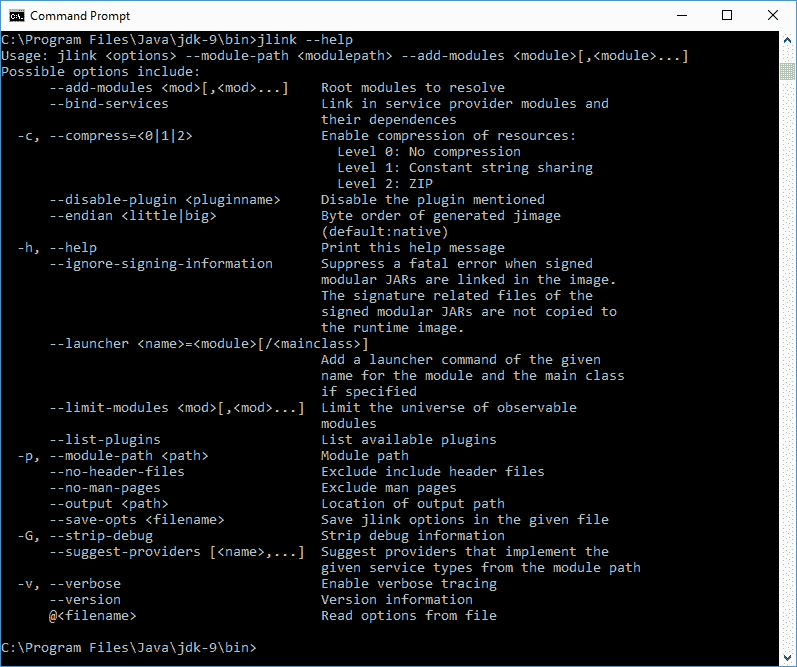 Command Prompt
C:\Program Files\Java\jdk-9\bin>jlink --help
Usage: jlink <options> --module-path <modulepath> --add-modules <module>[,<module>...]
Possible options include:
      --add-modules <mod>[,<mod>...]    Root modules to resolve
      --bind-services                   Link in service provider modules and
                                        their dependences
  -c, --compress=<0|1|2>                Enable compression of resources:
                                          Level 0: No compression
                                          Level 1: Constant string sharing
                                          Level 2: ZIP
      --disable-plugin <pluginname>     Disable the plugin mentioned
      --endian <little|big>             Byte order of generated jimage
                                        (default:native)
  -h, --help                            Print this help message
      --ignore-signing-information      Suppress a fatal error when signed
                                        modular JARs are linked in the image.
                                        The signature related files of the
                                        signed modular JARs are not copied to
                                        the runtime image.
      --launcher <name>=<module>[/<mainclass>]
                                        Add a launcher command of the given
                                        name for the module and the main class
                                        if specified
      --limit-modules <mod>[,<mod>...]  Limit the universe of observable
                                        modules
      --list-plugins                    List available plugins
  -p, --module-path <path>              Module path
      --no-header-files                 Exclude include header files
      --no-man-pages                    Exclude man pages
      --output <path>                   Location of output path
      --save-opts <filename>            Save jlink options in the given file
  -G, --strip-debug                     Strip debug information
      --suggest-providers [<name>,...]  Suggest providers that implement the
                                        given service types from the module path
  -v, --verbose                         Enable verbose tracing
      --version                         Version information
      @<filename>                       Read options from file
C:\Program Files\Java\jdk-9\bin>